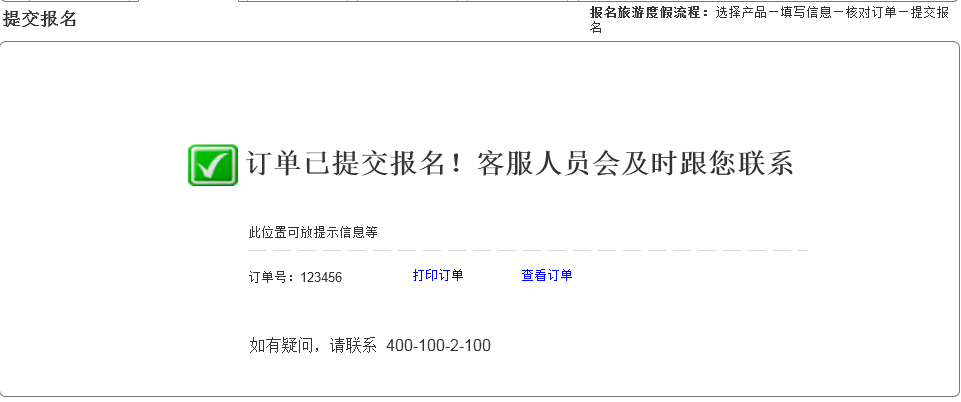 提交报名
报名旅游度假流程：选择产品－填写信息－核对订单－提交报
名
订单已提交报名！客服人员会及时跟您联系
此位置可放提示信息等
订单号：123456 打印订单 查看订单
如有疑问，请联系 400-100-2-100